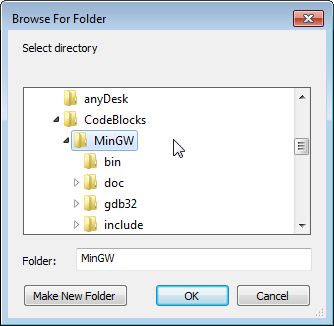 Browse For Folder
Select directory
anyDesk
CodeBlocks
MinGW
bin
doc
gdb32
include
Folder: MinGW
Make New Folder OK Cancel